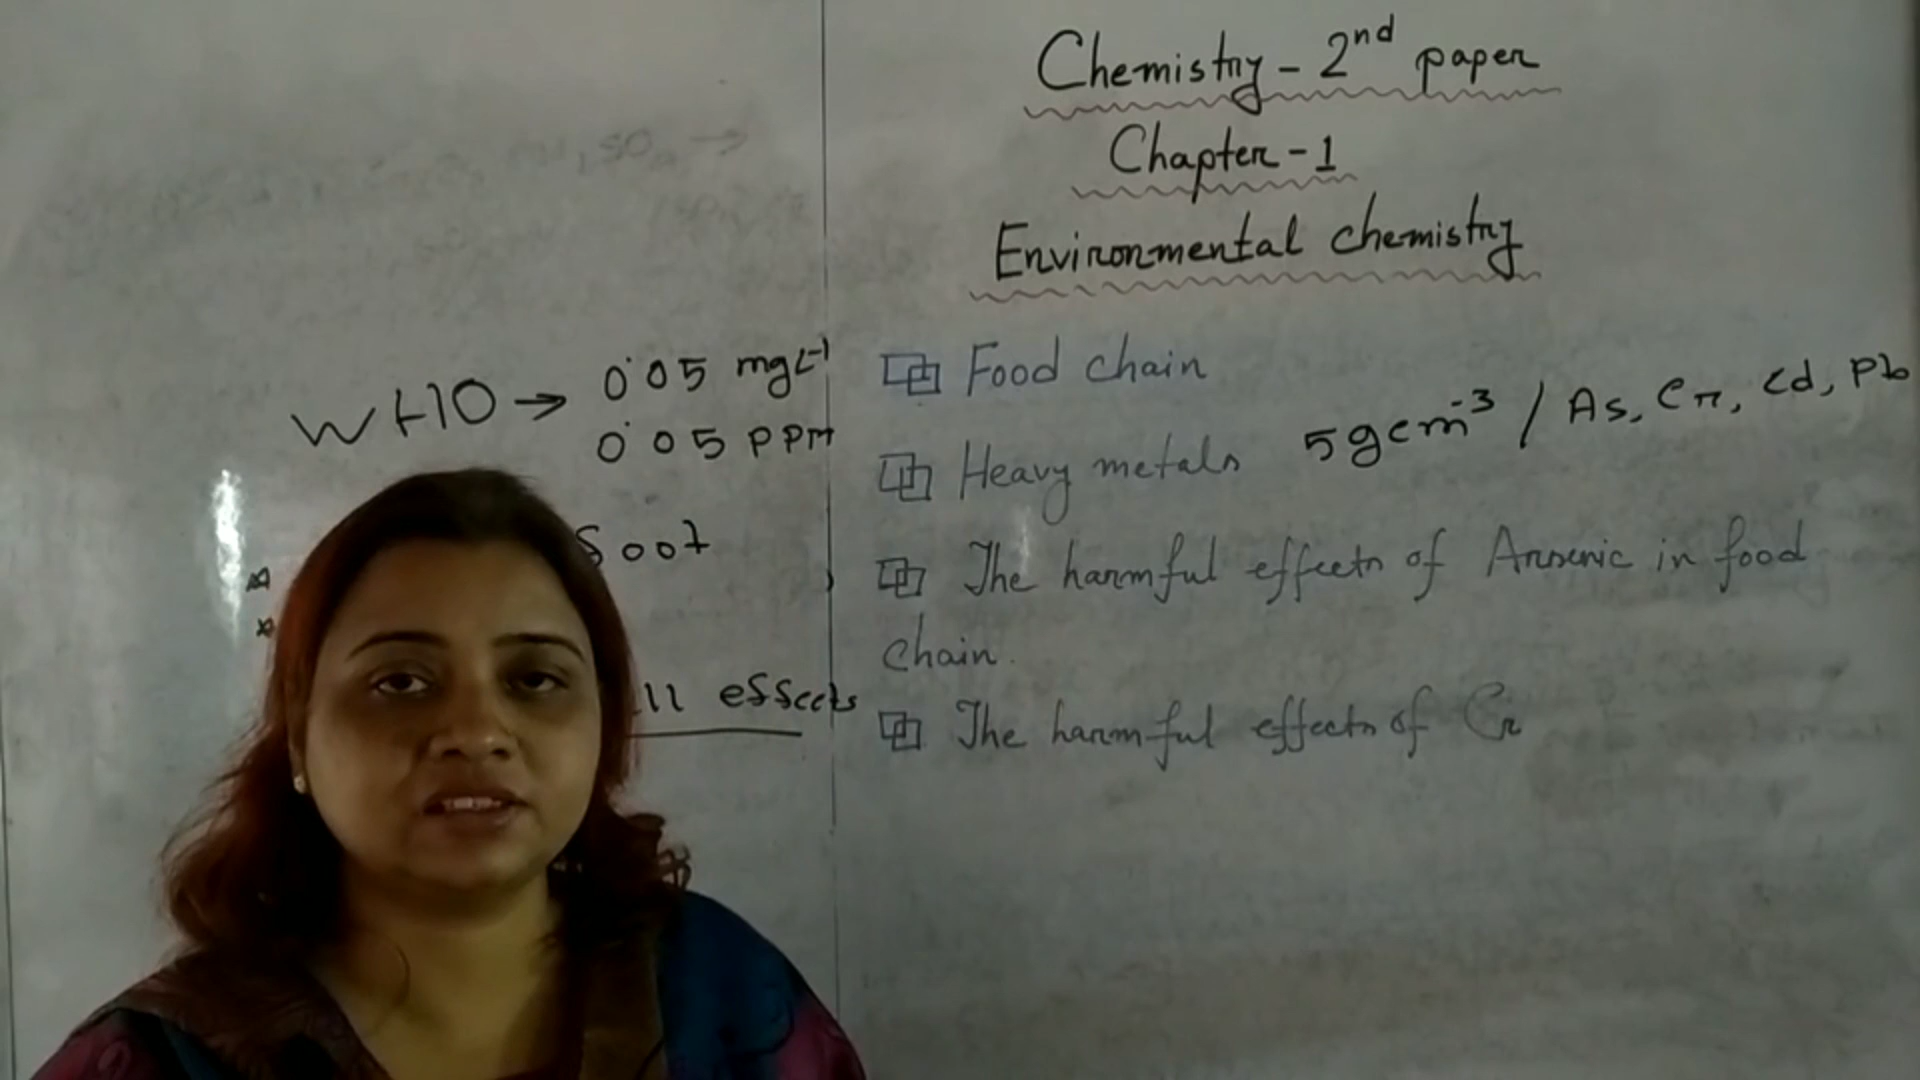 Chemistry - 2nd paper
Chapter - 1
Environmental chemistry
WHO → 0.05 mgL-1
0.05 PPM
Foot
ll effects
Food chain
Heavy metals 5gcm-3 / As, Cr, Cd, Pb
The harmful effects of Arsenic in food
chain.
The harmful effects of Cr